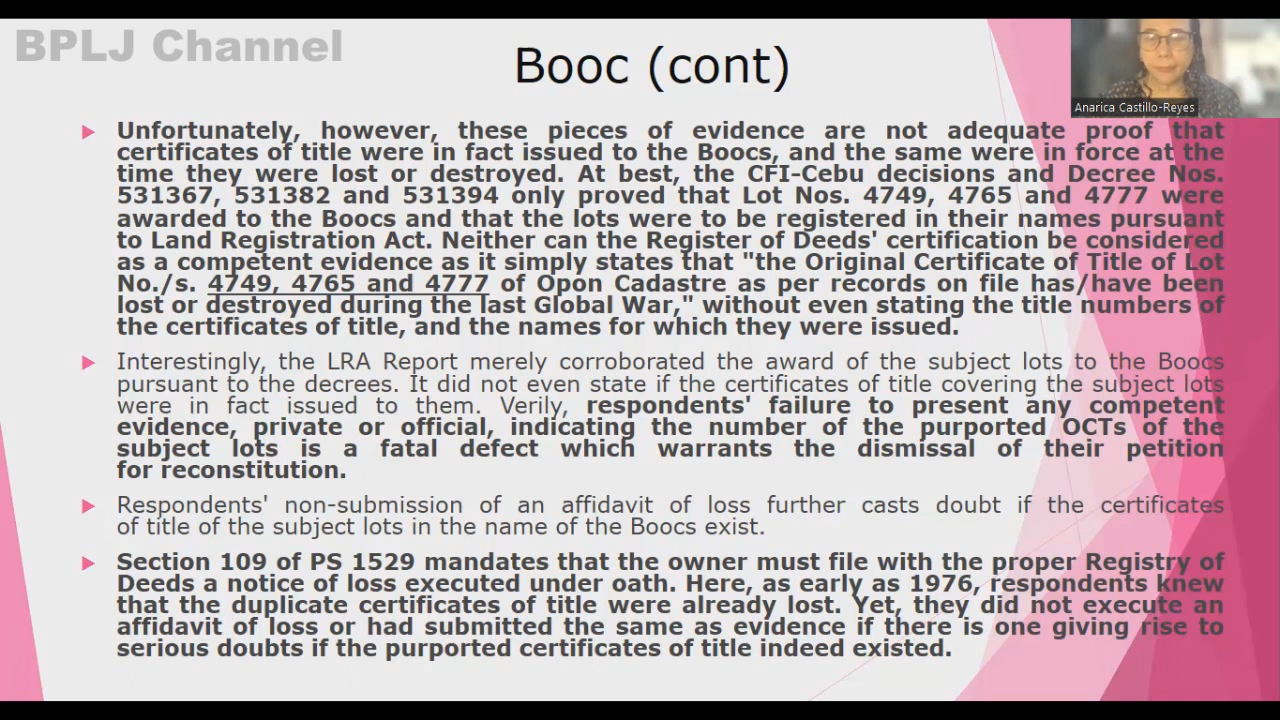 BPLJ Channel
Booc (cont)
Anarica Castillo-Reyes
Unfortunately, however, these pieces of evidence are not adequate proof that
certificates of title were in fact issued to the Boocs, and the same were in force at the
time they were lost or destroyed. At best, the CFI-Cebu decisions and Decree Nos.
531367, 531382 and 531394 only proved that Lot Nos. 4749, 4765 and 4777 were
awarded to the Boocs and that the lots were to be registered in their names pursuant
to Land Registration Act. Neither can the Register of Deeds' certification be considered
as a competent evidence as it simply states that "the Original Certificate of Title of Lot
No./s. 4749, 4765 and 4777 of Opon Cadastre as per records on file has/have been
lost or destroyed during the last Global War," without even stating the title numbers of
the certificates of title, and the names for which they were issued.
Interestingly, the LRA Report merely corroborated the award of the subject lots to the Boocs
pursuant to the decrees. It did not even state if the certificates of title covering the subject lots
were in fact issued to them. Verily, respondents' failure to present any competent
evidence, private or official, indicating the number of the purported OCTs of the
subject lots is a fatal defect which warrants the dismissal of their petition
for reconstitution.
Respondents' non-submission of an affidavit of loss further casts doubt if the certificates
of title of the subject lots in the name of the Boocs exist.
Section 109 of PS 1529 mandates that the owner must file with the proper Registry of
Deeds a notice of loss executed under oath. Here, as early as 1976, respondents knew
that the duplicate certificates of title were already lost. Yet, they did not execute an
affidavit of loss or had submitted the same as evidence if there is one giving rise to
serious doubts if the purported certificates of title indeed existed.